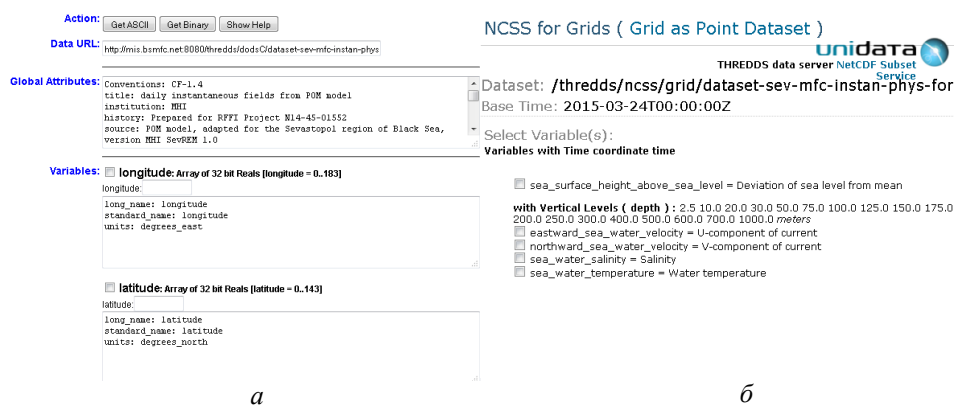 Action: Get ASCII Get Binary Show Help
Data URL: http://mis.bsmfc.net:8080/thredds/dodsC/dataset-sev-mfc-instan-phys
Global Attributes: Conventions: CF-1.4
title: daily instantaneous fields from POM model
institution: MHI
history: Prepared for RFFI Project N14-45-01552
source: POM model, adapted for the Sevastopol region of Black Sea,
version MHI SevREM 1.0
Variables: longitude: Array of 32 bit Reals [longitude = 0..183]
longitude:
long_name: longitude
standard_name: longitude
units: degrees_east
latitude: Array of 32 bit Reals [latitude = 0..143]
latitude:
long_name: latitude
standard_name: latitude
units: degrees_north
а
NCSS for Grids ( Grid as Point Dataset )
unidata
THREDDS data server NetCDF Subset
Service
Dataset: /thredds/ncss/grid/dataset-sev-mfc-instan-phys-for
Base Time: 2015-03-24T00:00:00Z
Select Variable(s):
Variables with Time coordinate time
sea_surface_height_above_sea_level = Deviation of sea level from mean
with Vertical Levels ( depth ) : 2.5 10.0 20.0 30.0 50.0 75.0 100.0 125.0 150.0 175.0
200.0 250.0 300.0 400.0 500.0 600.0 700.0 1000.0 meters
eastward_sea_water_velocity = U-component of current
northward_sea_water_velocity = V-component of current
sea_water_salinity = Salinity
sea_water_temperature = Water temperature
б